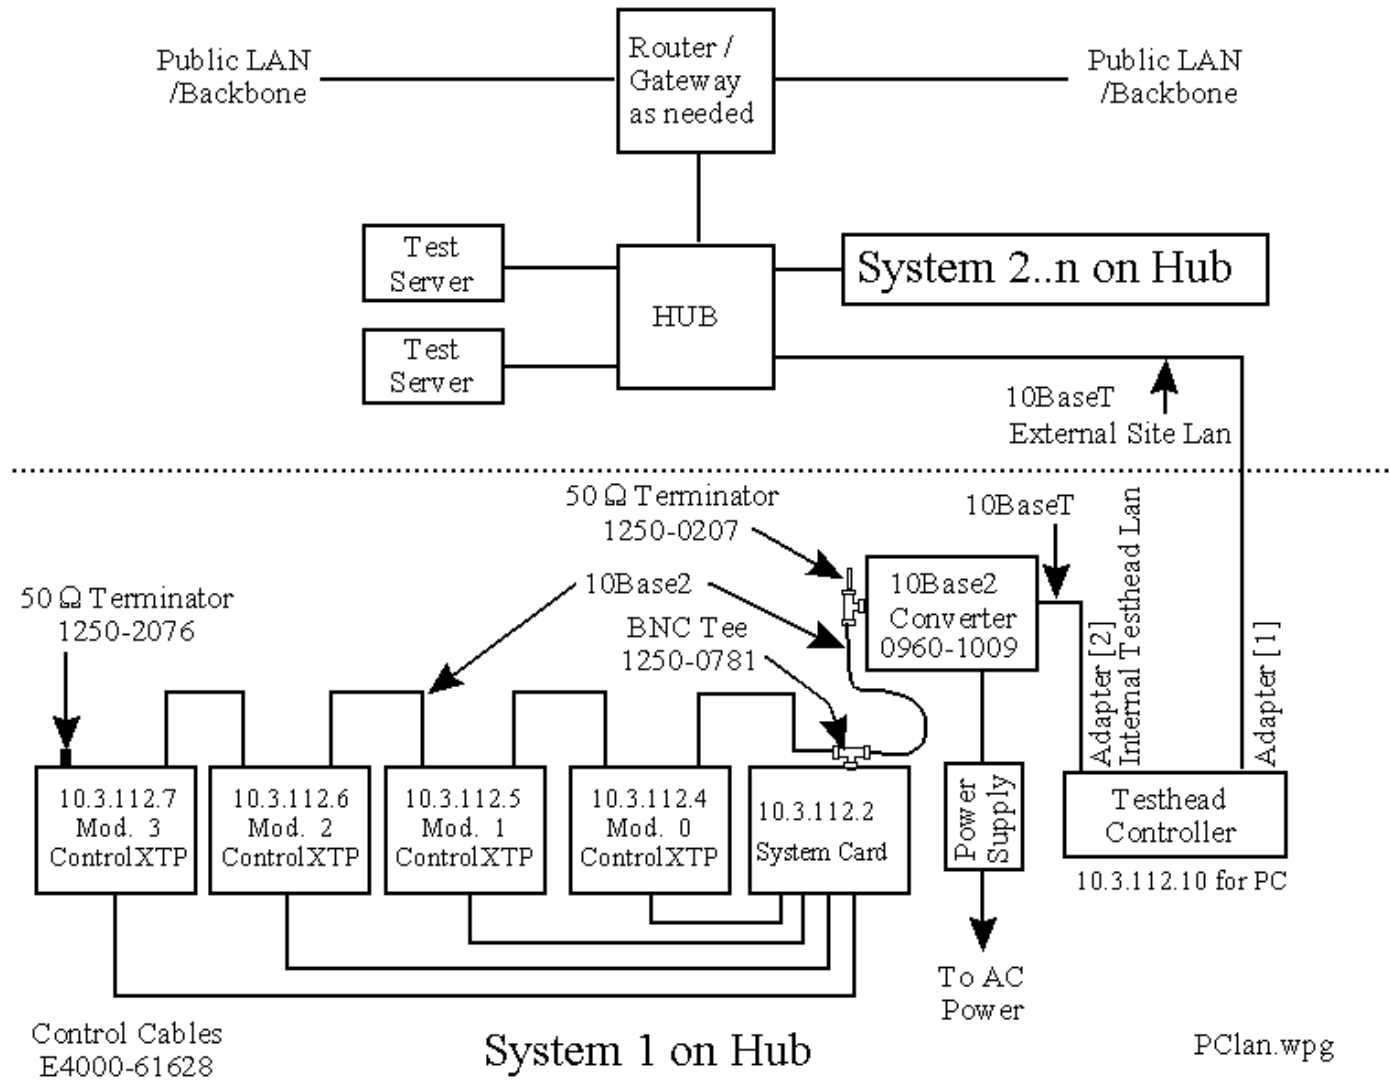 Public LAN
/Backbone
Router /
Gateway
as needed
Public LAN
/Backbone
Test
Server
HUB
System 2..n on Hub
Test
Server
10BaseT
External Site Lan
50 Ω Terminator
1250-0207
10BaseT
10Base2
50 Ω Terminator
1250-2076
BNC Tee
1250-0781
10Base2
Converter
0960-1009
Adapter [2]
Internal Testhead Lan
Adapter [1]
10.3.112.7
Mod. 3
ControlXTP
10.3.112.6
Mod. 2
ControlXTP
10.3.112.5
Mod. 1
ControlXTP
10.3.112.4
Mod. 0
ControlXTP
10.3.112.2
System Card
Power
Supply
Testhead
Controller
10.3.112.10 for PC
To AC
Power
Control Cables
E4000-61628
System 1 on Hub
PClan.wpg